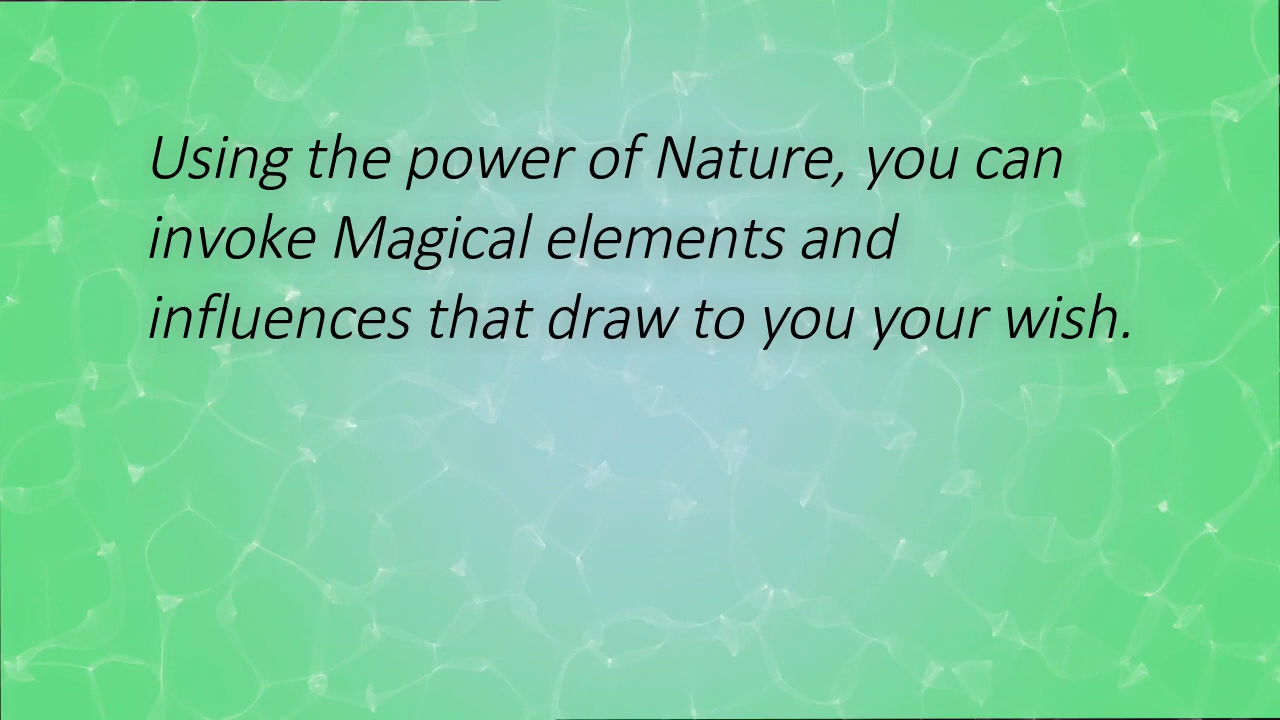 Using the power of Nature, you can
invoke Magical elements and
influences that draw to you your wish.